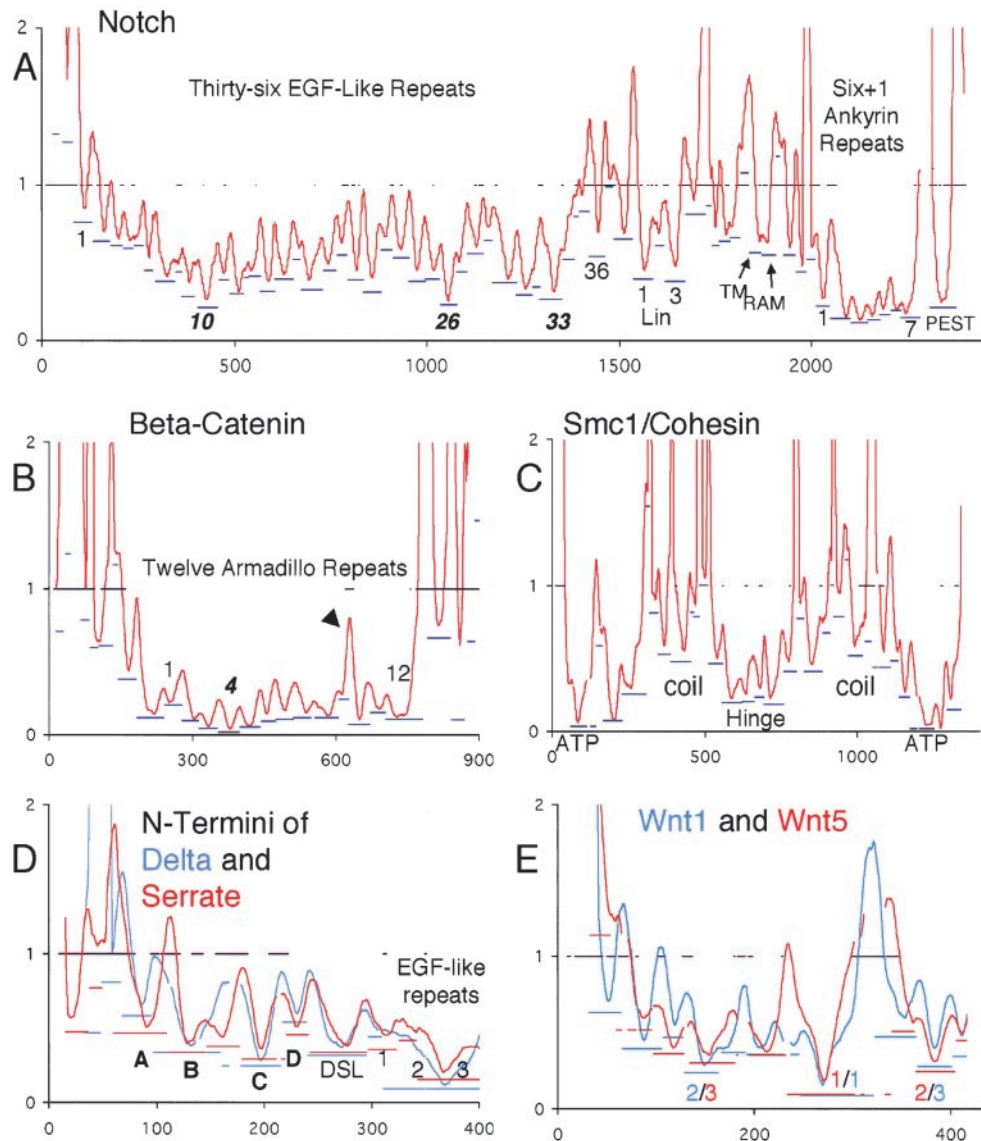 Notch
A
2
1
0
Thirty-six EGF-Like Repeats
Six+1
Ankyrin
Repeats
1
10
26
33
36
1
3
Lin
TM
RAM
1
7
PEST
0
500
1000
1500
2000
Beta-Catenin
B
2
1
0
Twelve Armadillo Repeats
1
4
12
0
300
600
900
Smc1/Cohesin
C
2
1
0
coil
coil
Hinge
ATP
ATP
0
500
1000
D
2
1
0
N-Termini of
Delta and
Serrate
EGF-like
repeats
A
B
C
D
DSL
1
2
3
0
100
200
300
400
E
2
1
0
Wnt1 and Wnt5
2/3
1/1
2/3
0
200
400